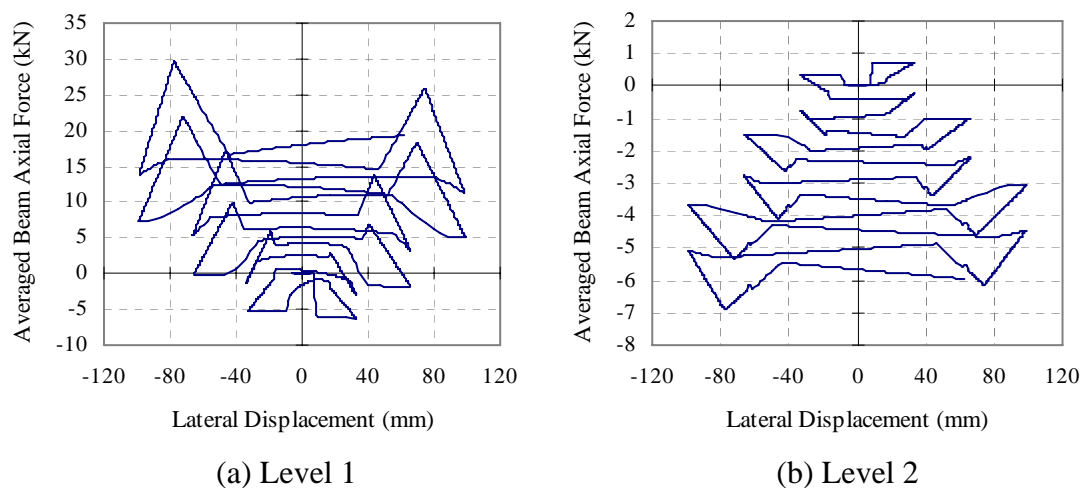 Averaged Beam Axial Force (kN)
35
30
25
20
15
10
5
0
-5
-10
-120 -80 -40 0 40 80 120
Lateral Displacement (mm)
(a) Level 1
Averaged Beam Axial Force (kN)
2
1
0
-1
-2
-3
-4
-5
-6
-7
-8
-120 -80 -40 0 40 80 120
Lateral Displacement (mm)
(b) Level 2